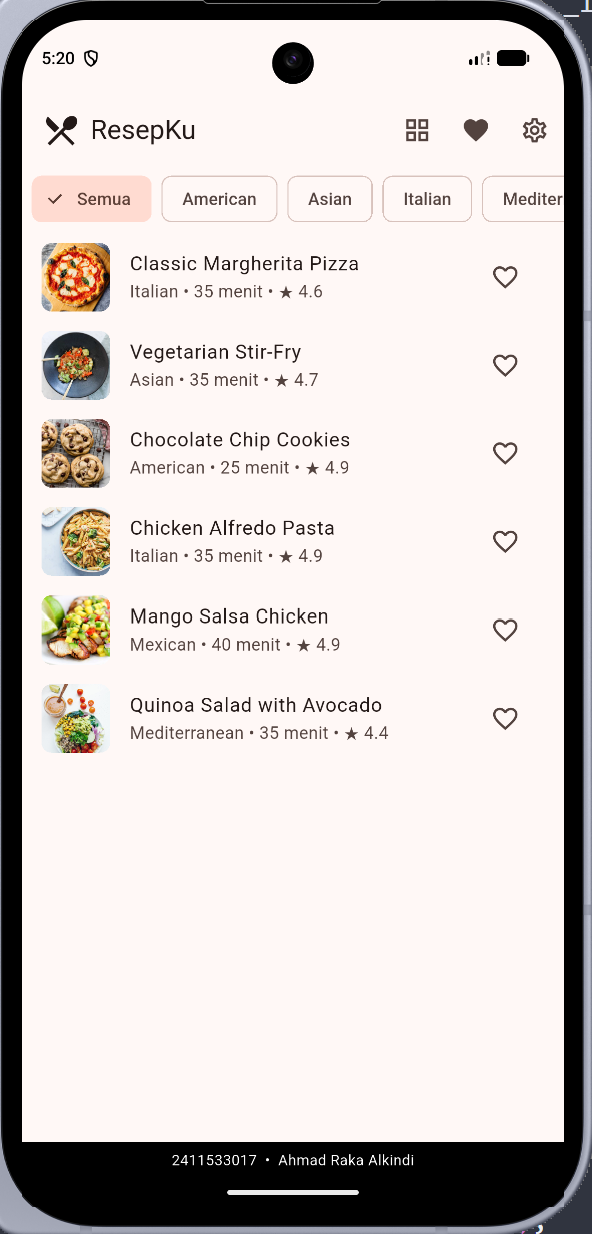 5:20
ResepKu
Semua American Asian Italian Mediter
Classic Margherita Pizza
Italian • 35 menit • ★ 4.6
Vegetarian Stir-Fry
Asian • 35 menit • ★ 4.7
Chocolate Chip Cookies
American • 25 menit • ★ 4.9
Chicken Alfredo Pasta
Italian • 35 menit • ★ 4.9
Mango Salsa Chicken
Mexican • 40 menit • ★ 4.9
Quinoa Salad with Avocado
Mediterranean • 35 menit • ★ 4.4
2411533017 • Ahmad Raka Alkindi